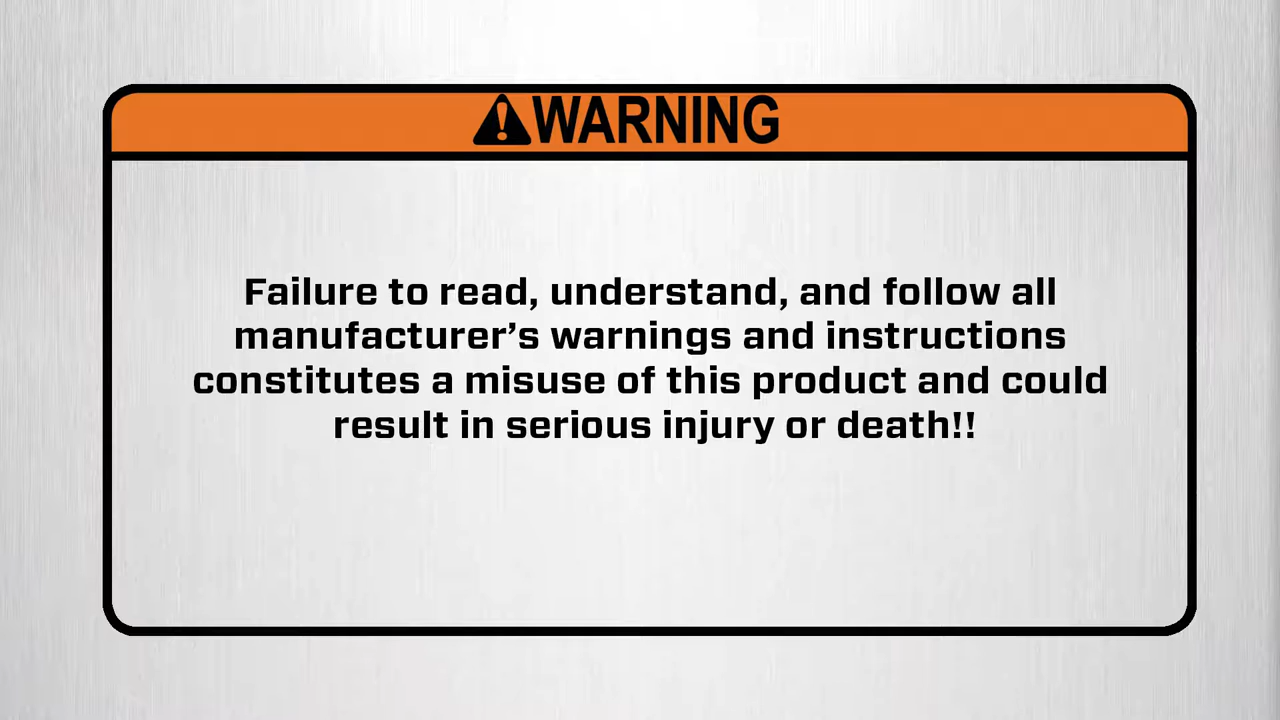 WARNING
Failure to read, understand, and follow all
manufacturer’s warnings and instructions
constitutes a misuse of this product and could
result in serious injury or death!!